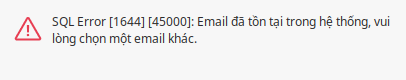 SQL Error [1644] [45000]: Email đã tồn tại trong hệ thống, vui
lòng chọn một email khác.